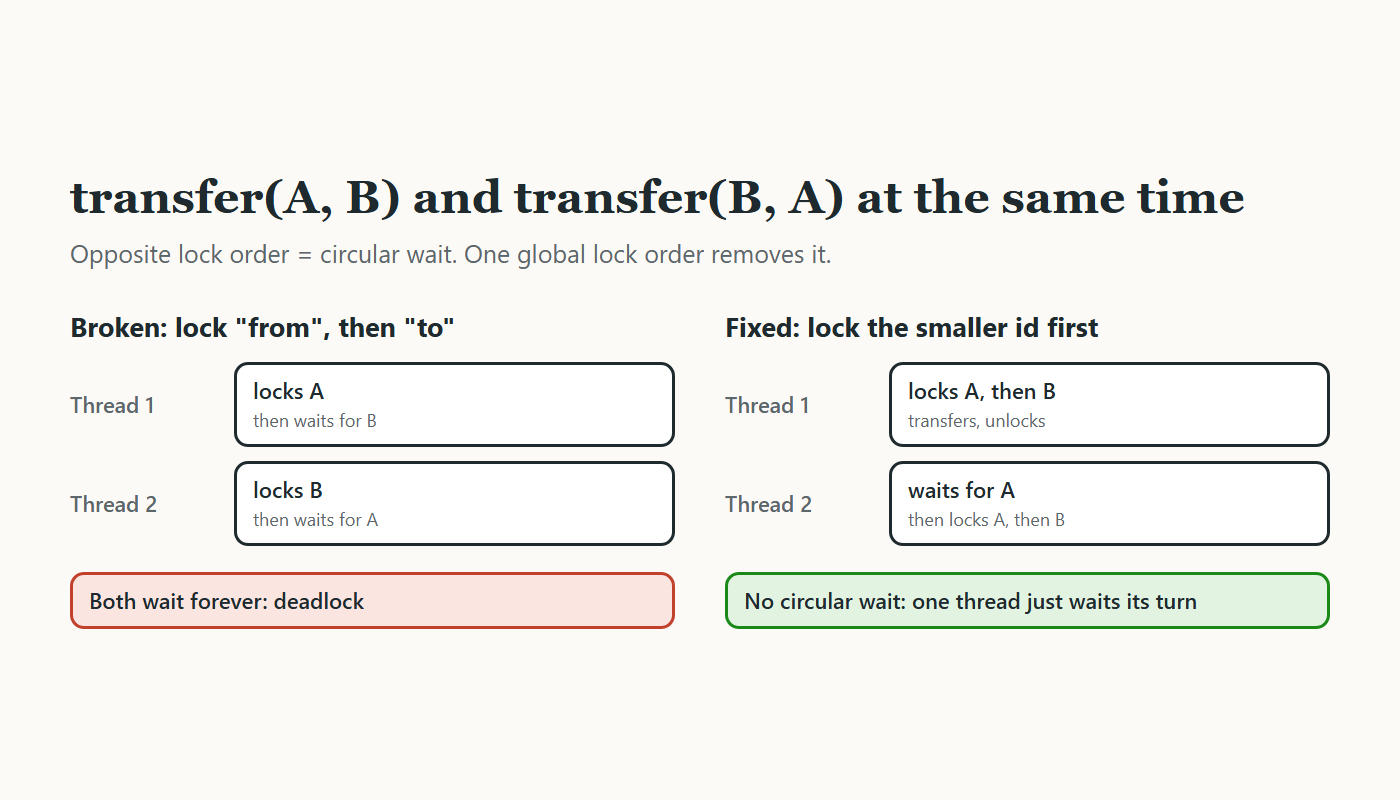 transfer(A, B) and transfer(B, A) at the same time
Opposite lock order = circular wait. One global lock order removes it.
Broken: lock "from", then "to"
Thread 1
locks A
then waits for B
Thread 2
locks B
then waits for A
Both wait forever: deadlock
Fixed: lock the smaller id first
Thread 1
locks A, then B
transfers, unlocks
Thread 2
waits for A
then locks A, then B
No circular wait: one thread just waits its turn